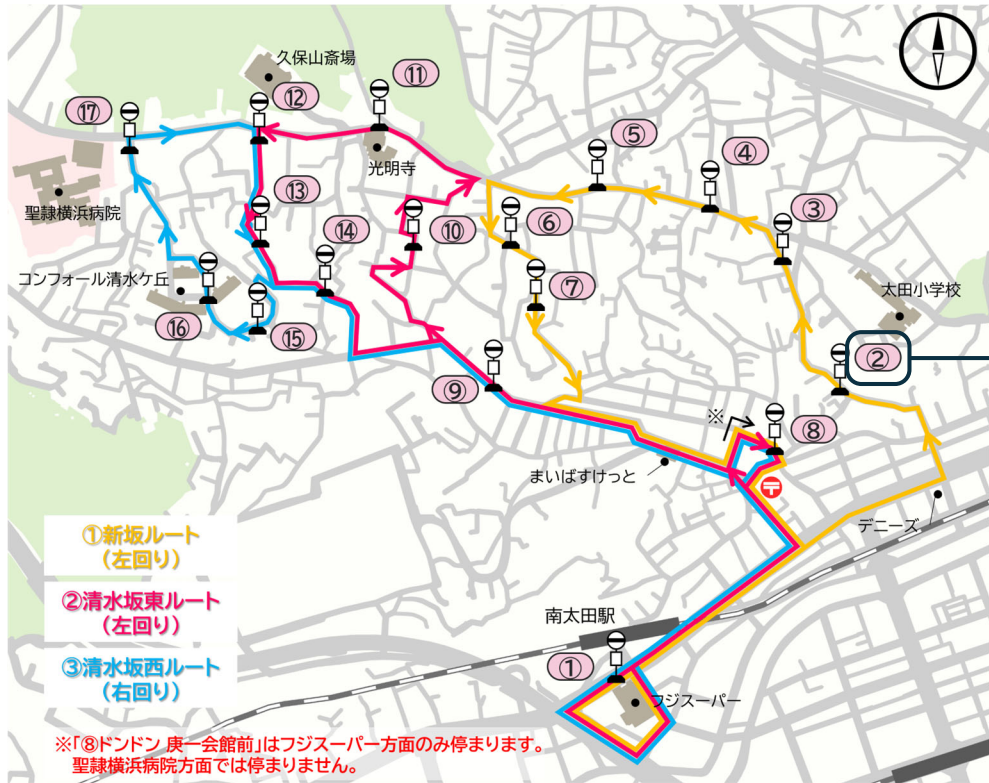 久保山斎場
⑪
⑫
⑰
⑤
④
光明寺
⑬
③
聖隷横浜病院
⑭
⑩
⑥
コンフォール清水ケ丘
⑦
太田小学校
⑯
⑮
②
⑨
※
⑧
まいばすけっと
〒
デニーズ
①新坂ルート
(左回り)
②清水坂東ルート
(左回り)
③清水坂西ルート
(右回り)
南太田駅
①
フジスーパー
※「⑧ドンドン 庚一会館前」はフジスーパー方面のみ停まります。
聖隷横浜病院方面では停まりません。